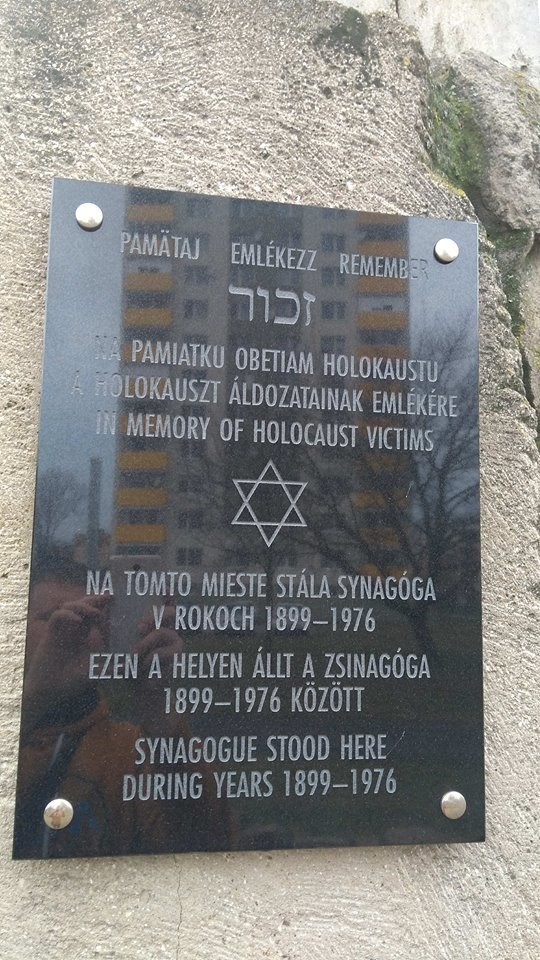 PAMÄTAJ EMLÉKEZZ REMEMBER
זכור
NA PAMIATKU OBETIAM HOLOKAUSTU
A HOLOKAUSZT ÁLDOZATAINAK EMLÉKÉRE
IN MEMORY OF HOLOCAUST VICTIMS
NA TOMTO MIESTE STÁLA SYNAGÓGA
V ROKOCH 1899–1976
EZEN A HELYEN ÁLLT A ZSINAGÓGA
1899–1976 KÖZÖTT
SYNAGOGUE STOOD HERE
DURING YEARS 1899–1976